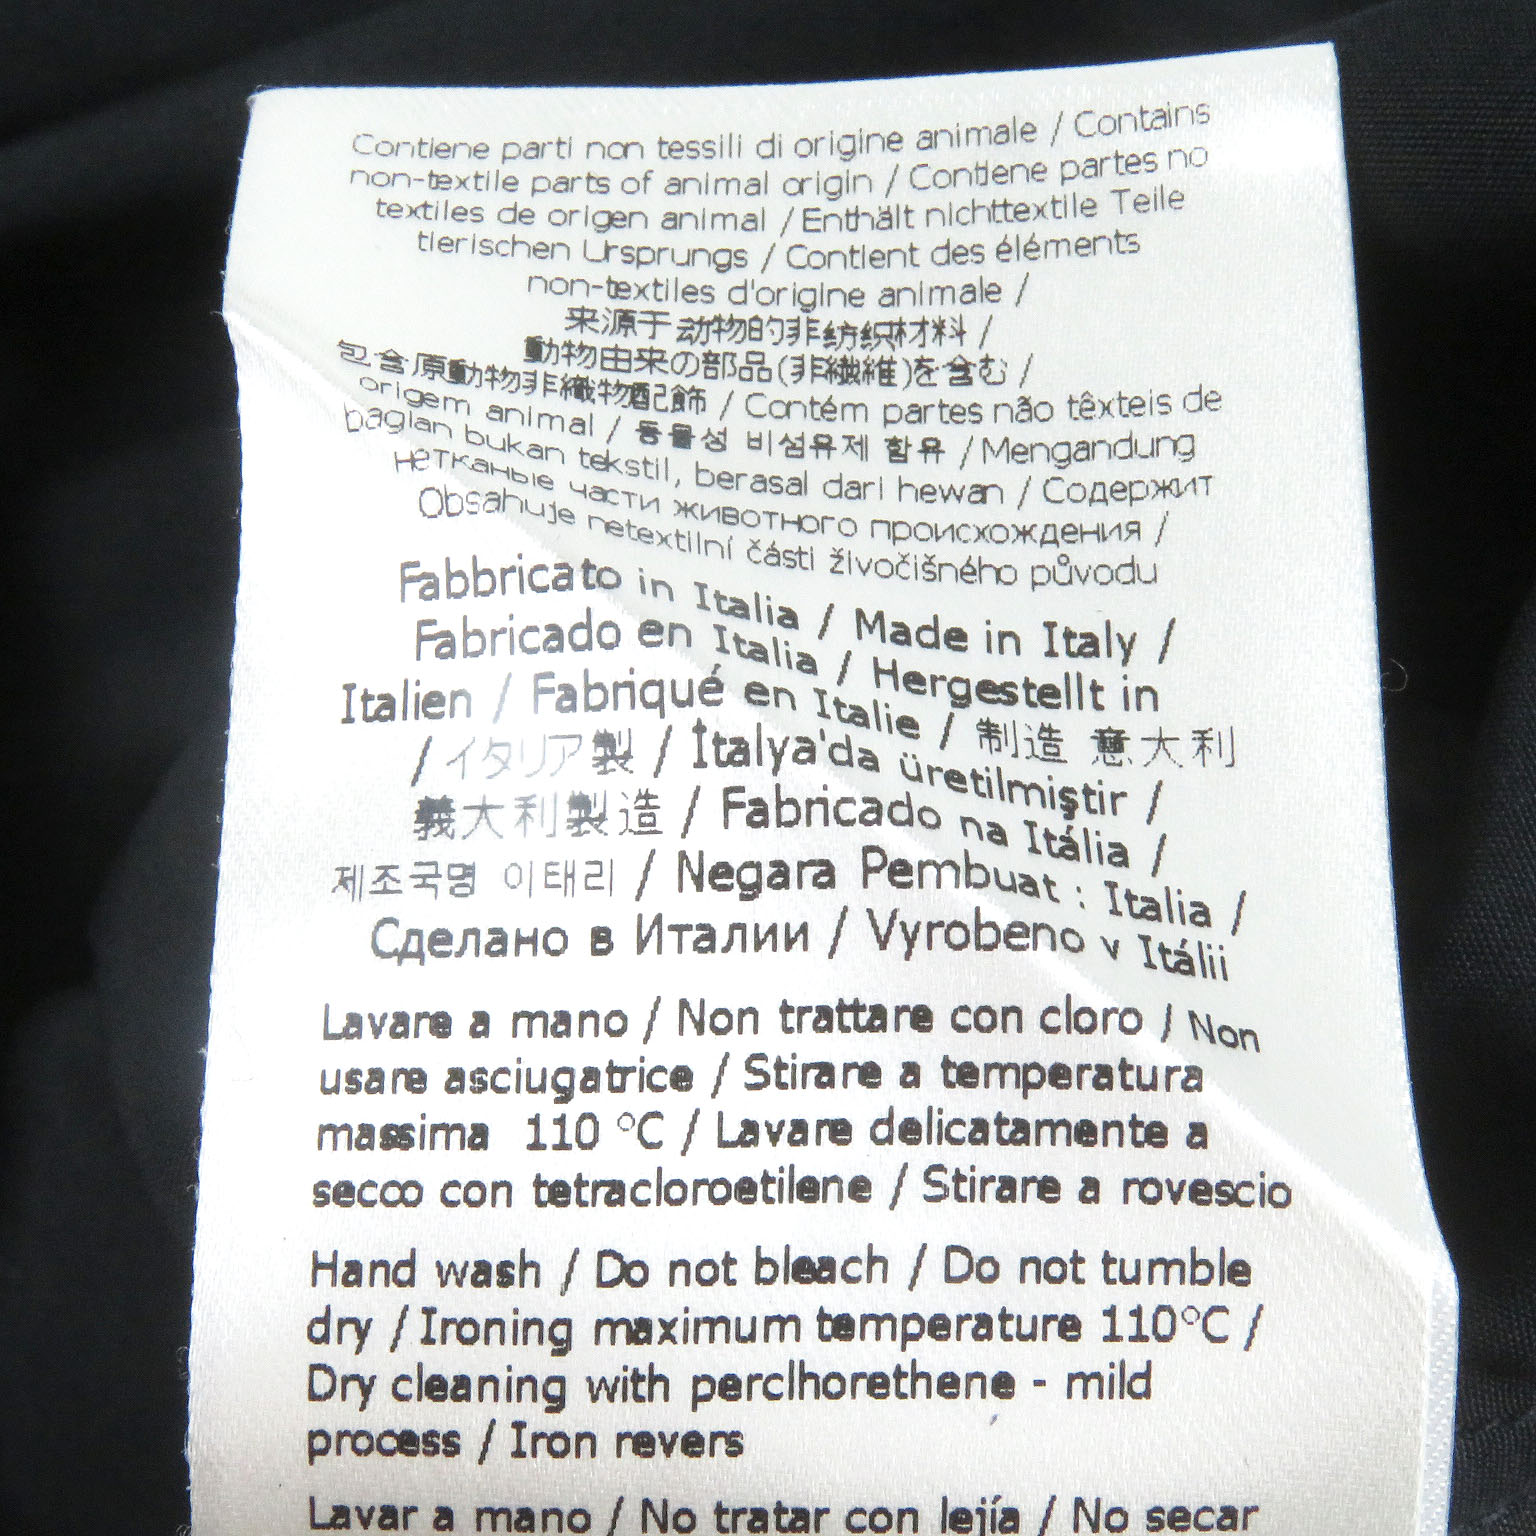 Contiene parti non tessili di origine animale / Contains
non-textile parts of animal origin / Contiene partes no
textiles de origen animal / Enthält nichttextile Teile
tierischen Ursprungs / Contient des éléments
non-textiles d'origine animale /
来源于动物的非纺织材料 /
動物由来の部品(非繊維)を含む /
包含原動物非織物配飾 / Contém partes não têxteis de
origem animal / 동물성 비섬유제 함유 / Mengandung
bagian bukan tekstil, berasal dari hewan / Содержит
нетканые части животного происхождения /
Obsahuje netextilní části živočišného původu
Fabbricato in Italia / Made in Italy /
Fabricado en Italia / Hergestellt in
Italien / Fabriqué en Italie / 制造 意大利
/ イタリア製 / İtalya'da üretilmiştir /
義大利製造 / Fabricado na Itália /
제조국명 이태리 / Negara Pembuat : Italia /
Сделано в Италии / Vyrobeno v Itálii
Lavare a mano / Non trattare con cloro / Non
usare asciugatrice / Stirare a temperatura
massima 110 °C / Lavare delicatamente a
secco con tetracloroetilene / Stirare a rovescio
Hand wash / Do not bleach / Do not tumble
dry / Ironing maximum temperature 110°C /
Dry cleaning with perclhorethene - mild
process / Iron revers
Lavar a mano / No tratar con lejía / No secar